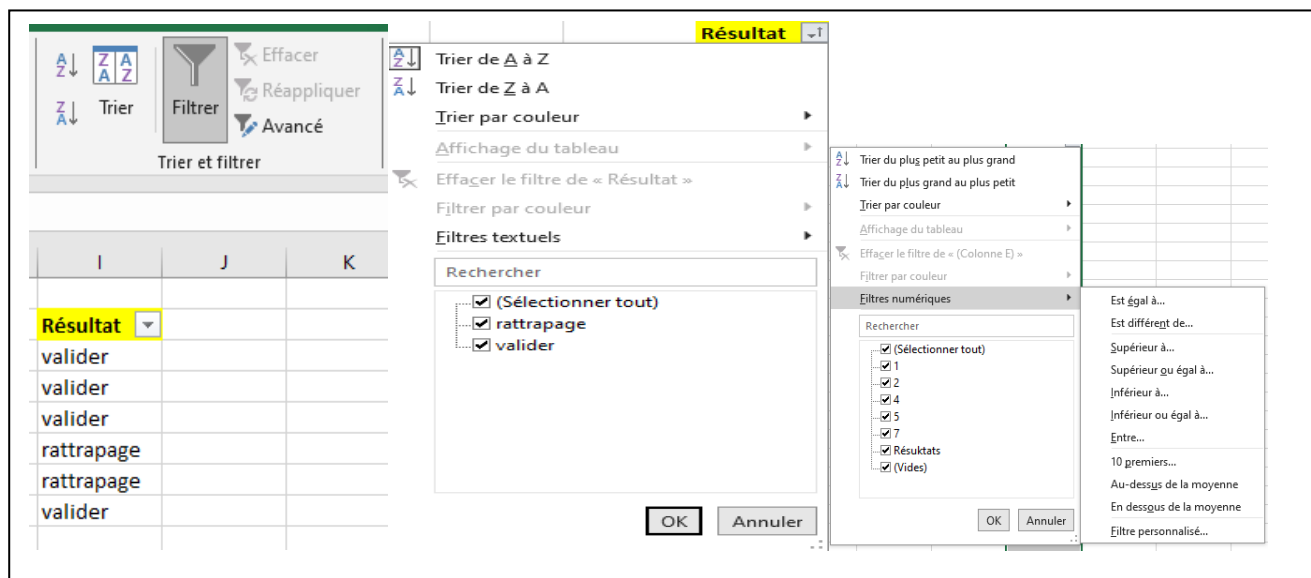 Effacer
Réappliquer
Trier
Filtrer
Avancé
Trier et filtrer
I J K
Résultat
valider
valider
valider
rattrapage
rattrapage
valider
Résultat
Trier de A à Z
Trier de Z à A
Trier par couleur
Affichage du tableau
Effacer le filtre de « Résultat »
Filtrer par couleur
Filtres textuels
Rechercher
(Sélectionner tout)
rattrapage
valider
OK Annuler
Trier du plus petit au plus grand
Trier du plus grand au plus petit
Trier par couleur
Affichage du tableau
Effacer le filtre de « (Colonne E) »
Filtrer par couleur
Filtres numériques
Rechercher
(Sélectionner tout)
1
2
4
5
7
Résuktats
(Vides)
OK Annuler
Est égal à...
Est différent de...
Supérieur à...
Supérieur ou égal à...
Inférieur à...
Inférieur ou égal à...
Entre...
10 premiers...
Au-dessus de la moyenne
En dessous de la moyenne
Filtre personnalisé...